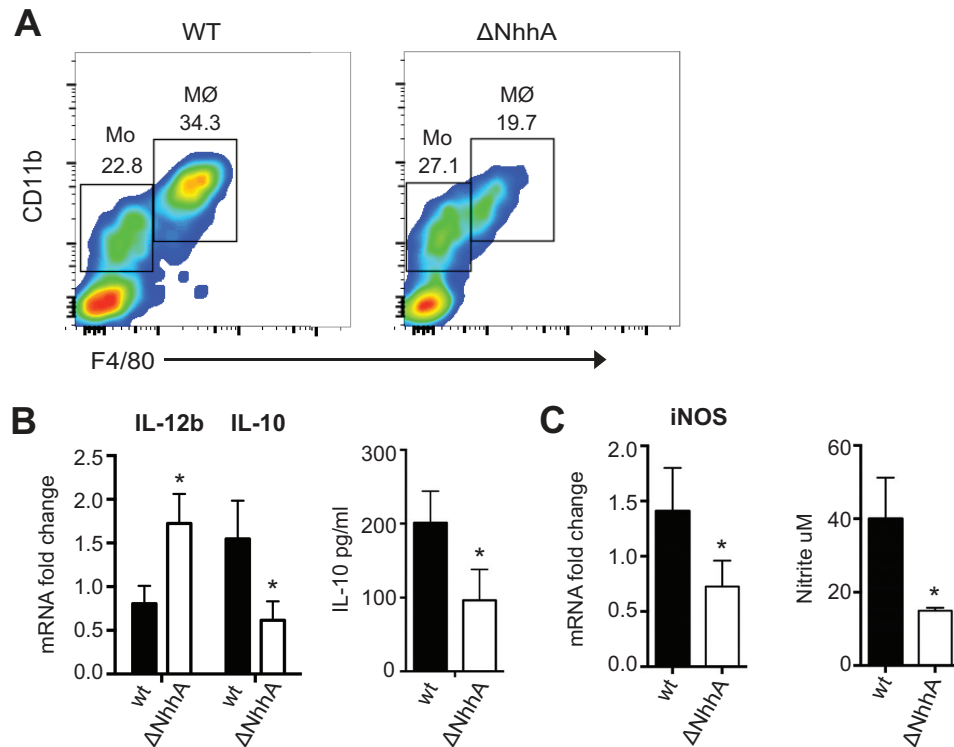 A
WT
ΔNhhA
MØ
34.3
Mo
22.8
MØ
19.7
Mo
27.1
CD11b
F4/80
B
IL-12b IL-10
mRNA fold change
2.5
2.0
1.5
1.0
0.5
0.0
*
*
wt
ΔNhhA
wt
ΔNhhA
IL-10 pg/ml
300
200
100
0
*
wt
ΔNhhA
C
iNOS
mRNA fold change
2.0
1.5
1.0
0.5
0.0
*
wt
ΔNhhA
Nitrite uM
60
40
20
0
*
wt
ΔNhhA